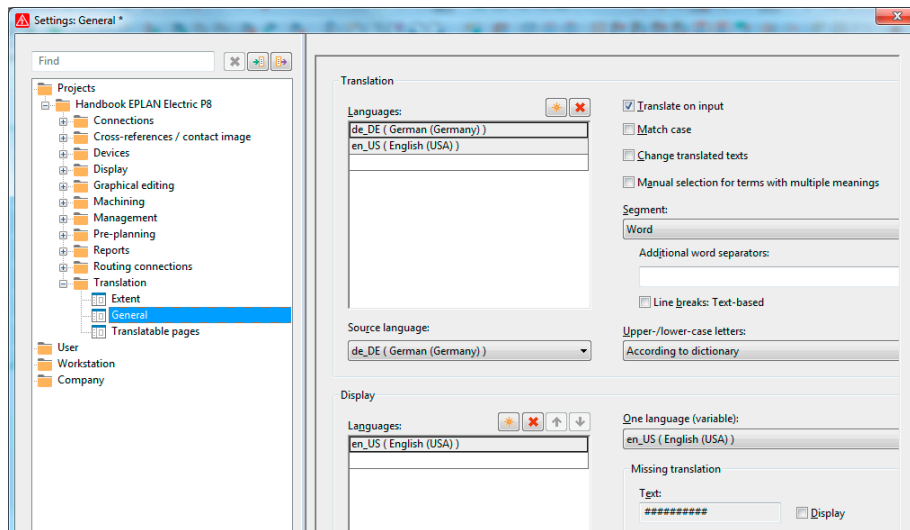 Settings: General *
Find
Projects
Handbook EPLAN Electric P8
Connections
Cross-references / contact image
Devices
Display
Graphical editing
Machining
Management
Pre-planning
Reports
Routing connections
Translation
Extent
General
Translatable pages
User
Workstation
Company
Translation
Languages:
de_DE ( German (Germany) )
en_US ( English (USA) )
Source language:
de_DE ( German (Germany) )
Translate on input
Match case
Change translated texts
Manual selection for terms with multiple meanings
Segment:
Word
Additional word separators:
Line breaks: Text-based
Upper-/lower-case letters:
According to dictionary
Display
Languages:
en_US ( English (USA) )
One language (variable):
en_US ( English (USA) )
Missing translation
Text:
##########
Display